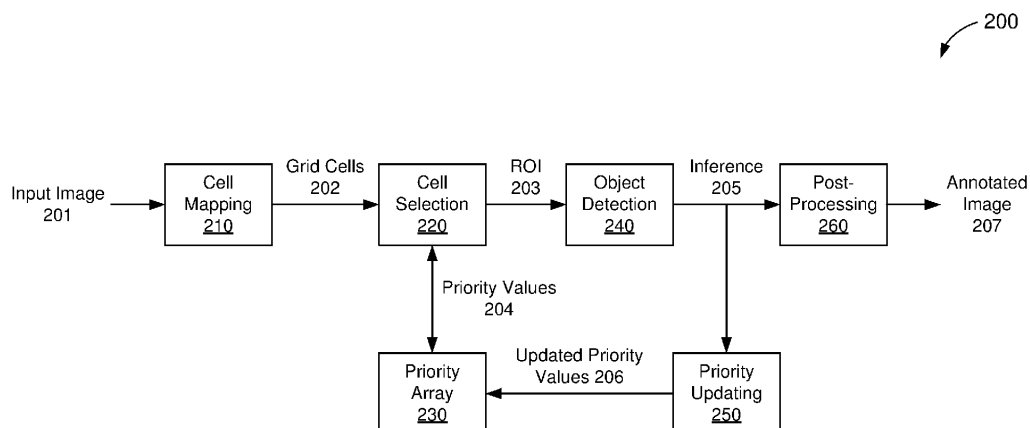 200
Input Image
201
Cell
Mapping
210
Grid Cells
202
Cell
Selection
220
ROI
203
Object
Detection
240
Inference
205
Post-
Processing
260
Annotated
Image
207
Priority Values
204
Priority
Array
230
Updated Priority
Values 206
Priority
Updating
250